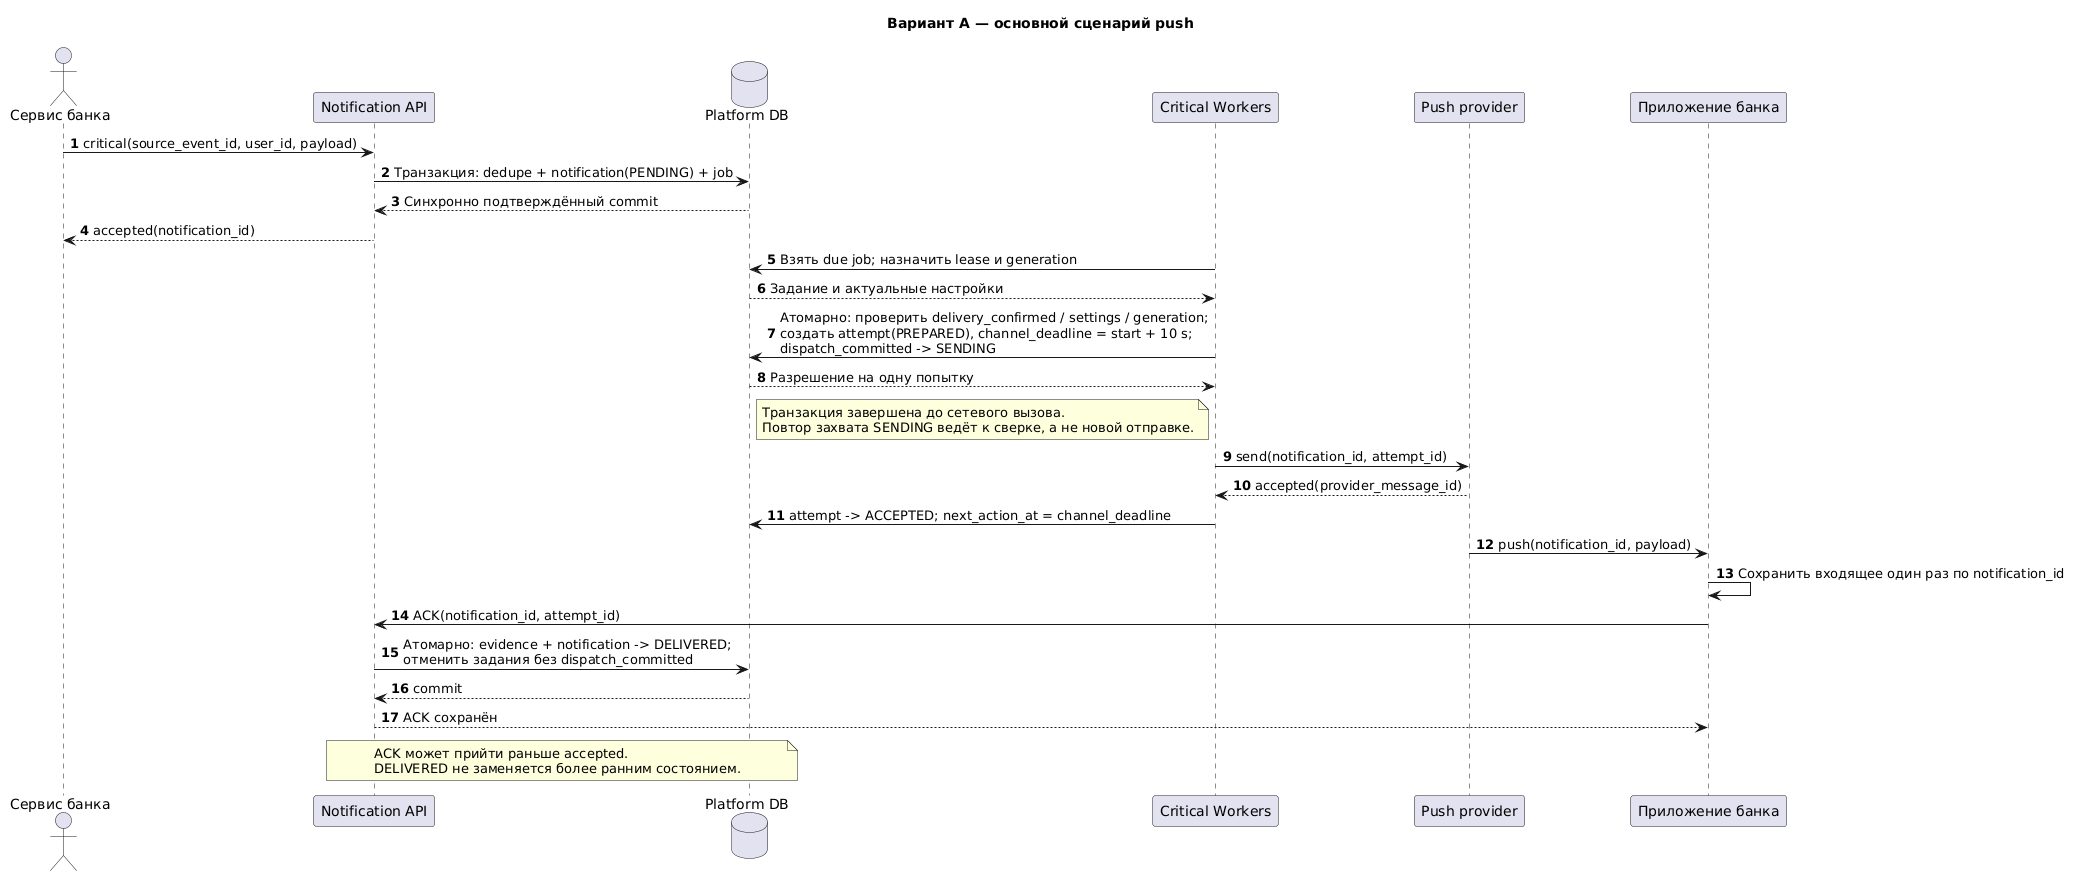 Вариант A — основной сценарий push
Сервис банка
Notification API
Platform DB
Critical Workers
Push provider
Приложение банка
1 critical(source_event_id, user_id, payload)
2 Транзакция: dedupe + notification(PENDING) + job
3 Синхронно подтверждённый commit
4 accepted(notification_id)
5 Взять due job; назначить lease и generation
6 Задание и актуальные настройки
Атомарно: проверить delivery_confirmed / settings / generation;
7 создать attempt(PREPARED), channel_deadline = start + 10 s;
dispatch_committed -> SENDING
8 Разрешение на одну попытку
Транзакция завершена до сетевого вызова.
Повтор захвата SENDING ведёт к сверке, а не новой отправке.
9 send(notification_id, attempt_id)
10 accepted(provider_message_id)
11 attempt -> ACCEPTED; next_action_at = channel_deadline
12 push(notification_id, payload)
13 Сохранить входящее один раз по notification_id
14 ACK(notification_id, attempt_id)
15 Атомарно: evidence + notification -> DELIVERED;
отменить задания без dispatch_committed
16 commit
17 ACK сохранён
ACK может прийти раньше accepted.
DELIVERED не заменяется более ранним состоянием.
Сервис банка
Notification API
Platform DB
Critical Workers
Push provider
Приложение банка